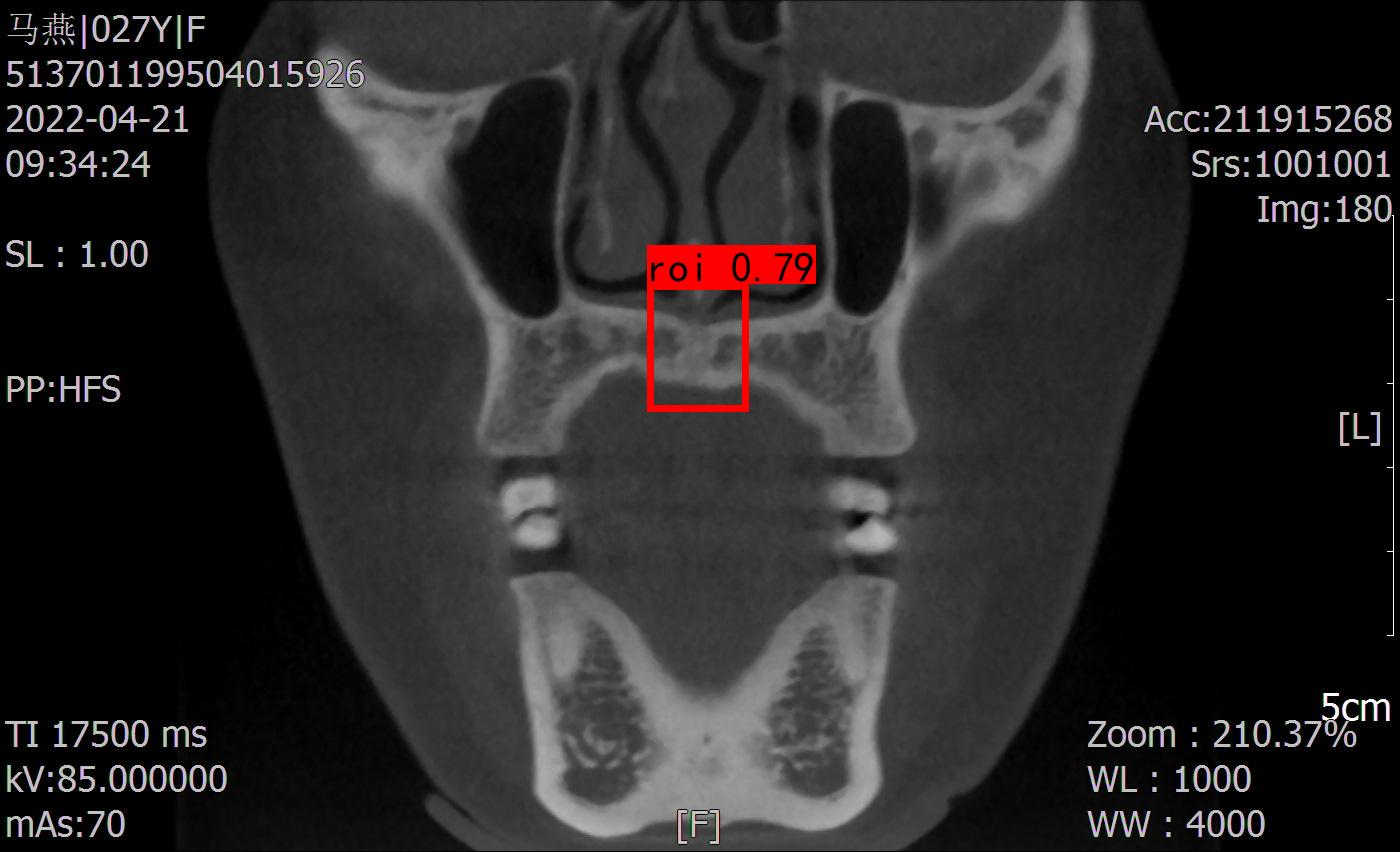 马燕|027Y|F
513701199504015926
2022-04-21
09:34:24
SL : 1.00
PP:HFS
Acc:211915268
Srs:1001001
Img:180
roi 0.79
[L]
5cm
TI 17500 ms
kV:85.000000
mAs:70
[F]
Zoom : 210.37%
WL : 1000
WW : 4000